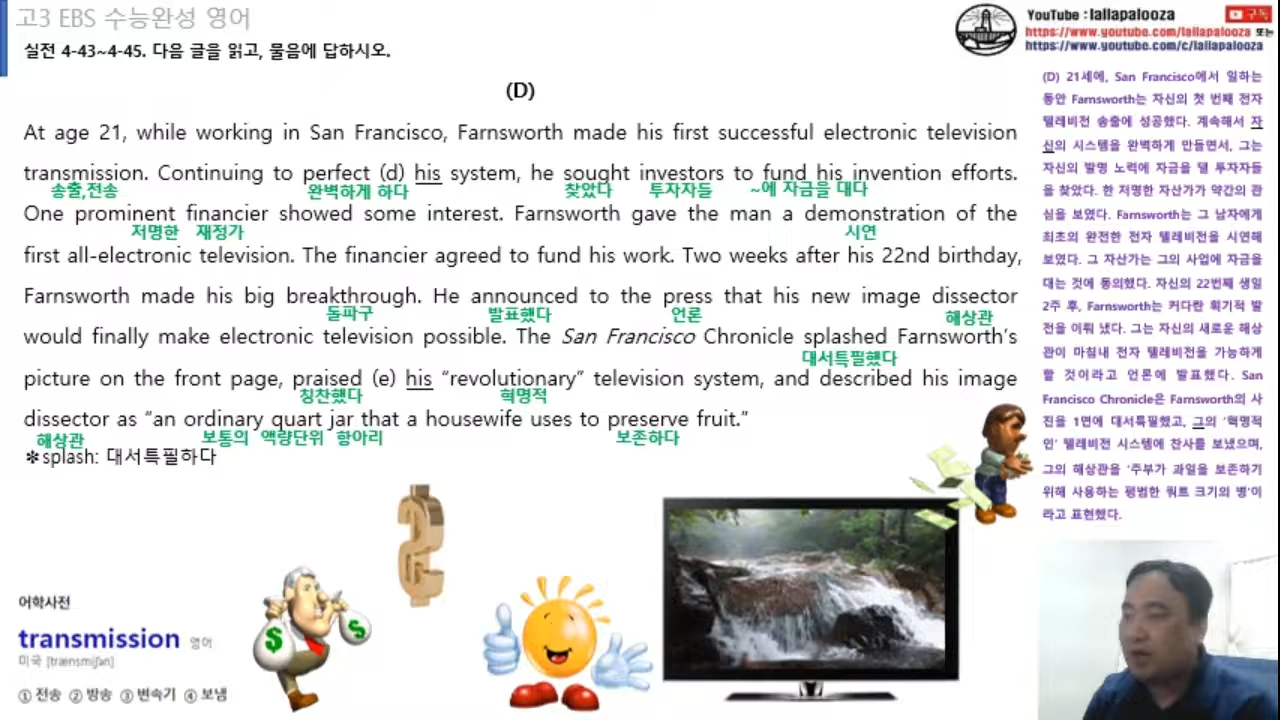 고3 EBS 수능완성 영어
실전 4-43~4-45. 다음 글을 읽고, 물음에 답하시오.
YouTube : lallapalooza
구독
https://www.youtube.com/lallapalooza 또는
https://www.youtube.com/c/lallapalooza
(D)
At age 21, while working in San Francisco, Farnsworth made his first successful electronic television
transmission. Continuing to perfect (d) his system, he sought investors to fund his invention efforts.
송출,전송 완벽하게 하다 찾았다 투자자들 ~에 자금을 대다
One prominent financier showed some interest. Farnsworth gave the man a demonstration of the
저명한 재정가 시연
first all-electronic television. The financier agreed to fund his work. Two weeks after his 22nd birthday,
Farnsworth made his big breakthrough. He announced to the press that his new image dissector
돌파구 발표했다 언론 해상관
would finally make electronic television possible. The San Francisco Chronicle splashed Farnsworth's
대서특필했다
picture on the front page, praised (e) his “revolutionary” television system, and described his image
칭찬했다 혁명적
dissector as “an ordinary quart jar that a housewife uses to preserve fruit.”
해상관 보통의 액량단위 항아리 보존하다
*splash: 대서특필하다
(D) 21세에, San Francisco에서 일하는
동안 Farnsworth는 자신의 첫 번째 전자
텔레비전 송출에 성공했다. 계속해서 자
신의 시스템을 완벽하게 만들면서, 그는
자신의 발명 노력에 자금을 댈 투자자들
을 찾았다. 한 저명한 자산가가 약간의 관
심을 보였다. Farnsworth는 그 남자에게
최초의 완전한 전자 텔레비전을 시연해
보였다. 그 자산가는 그의 사업에 자금을
대는 것에 동의했다. 자신의 22번째 생일
2주 후, Farnsworth는 커다란 획기적 발
전을 이뤄 냈다. 그는 자신의 새로운 해상
관이 마침내 전자 텔레비전을 가능하게
할 것이라고 언론에 발표했다. San
Francisco Chronicle은 Farnsworth의 사
진을 1면에 대서특필했고, 그의 ‘혁명적
인’ 텔레비전 시스템에 찬사를 보냈으며,
그의 해상관을 ‘주부가 과일을 보존하기
위해 사용하는 평범한 쿼트 크기의 병’이
라고 표현했다.
어학사전
transmission 영어
미국 [trænsmíʃən]
① 전송 ② 방송 ③ 변속기 ④ 보냄